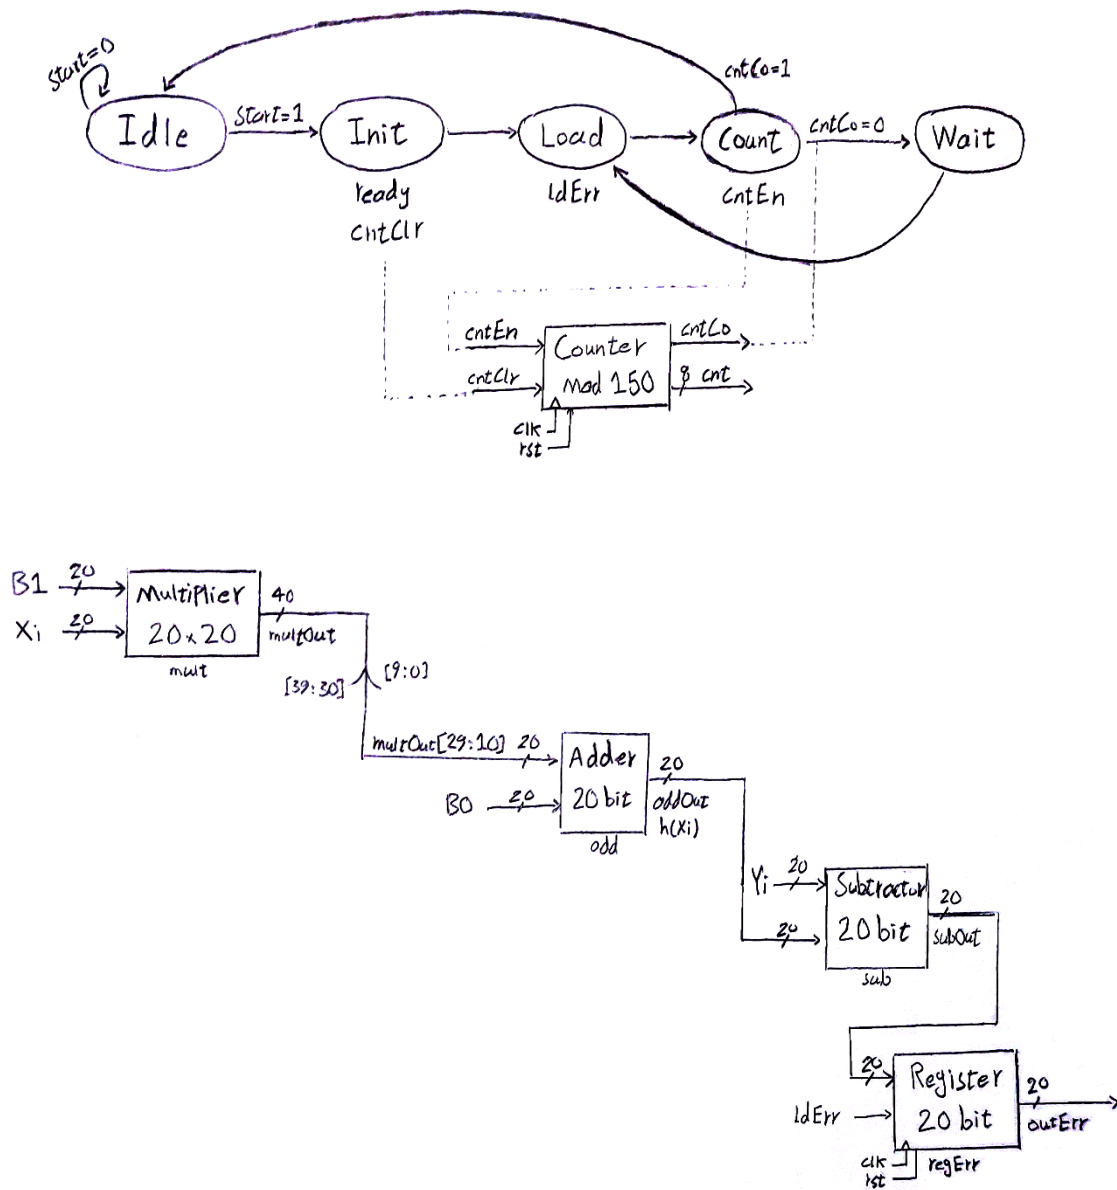 Start=0
cntCo=1
Idle
Start=1
Init
Load
Count
cntCo=0
Wait
ready
cntClr
ldErr
cntEn
cntEn
cntClr
Counter
Mod 150
cntCo
8 cnt
clk
rst
B1
20
Xi
20
Multiplier
20x20
mult
40
multOut
[39:30]
[9:0]
multOut[29:10]
20
B0
20
Adder
20 bit
add
20
addOut
h(Xi)
Yi
20
20
Subtractor
20 bit
sub
20
subOut
20
ldErr
Register
20 bit
clk
rst
regErr
20
outErr